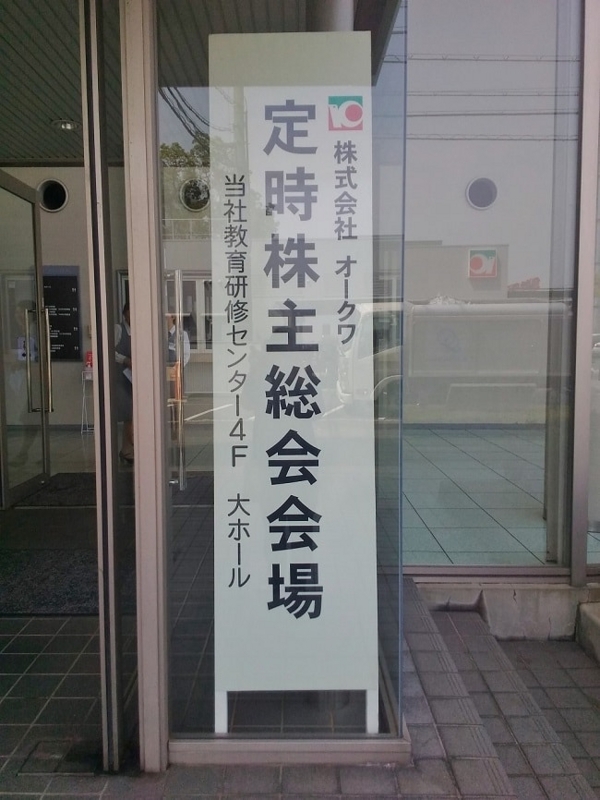 株式会社 オークワ
定時株主総会会場
当社教育研修センター4F 大ホール